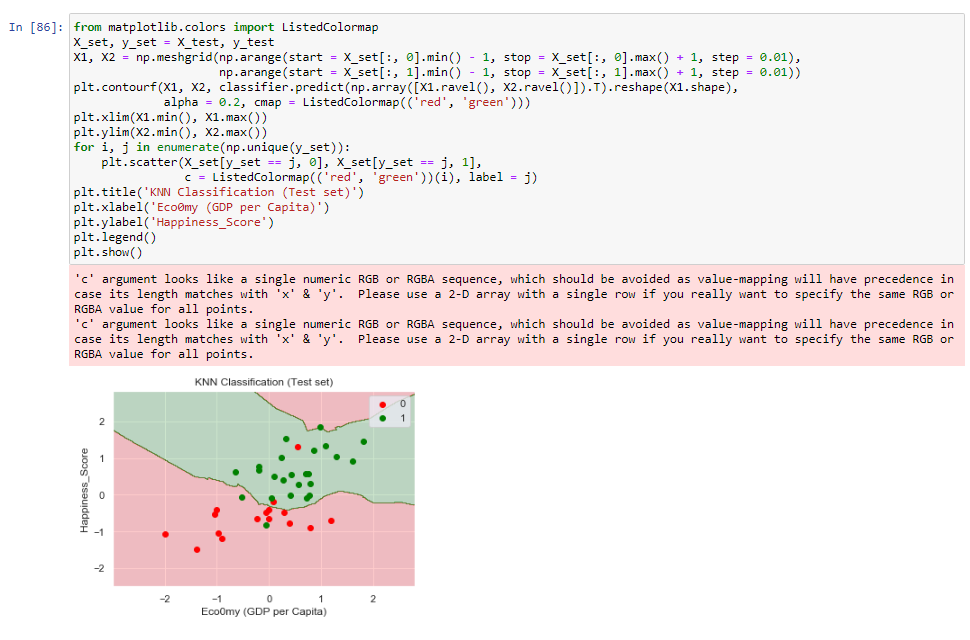 In [86]: from matplotlib.colors import ListedColormap
X_set, y_set = X_test, y_test
X1, X2 = np.meshgrid(np.arange(start = X_set[:, 0].min() - 1, stop = X_set[:, 0].max() + 1, step = 0.01),
np.arange(start = X_set[:, 1].min() - 1, stop = X_set[:, 1].max() + 1, step = 0.01))
plt.contourf(X1, X2, classifier.predict(np.array([X1.ravel(), X2.ravel()]).T).reshape(X1.shape),
alpha = 0.2, cmap = ListedColormap(('red', 'green')))
plt.xlim(X1.min(), X1.max())
plt.ylim(X2.min(), X2.max())
for i, j in enumerate(np.unique(y_set)):
plt.scatter(X_set[y_set == j, 0], X_set[y_set == j, 1],
c = ListedColormap(('red', 'green'))(i), label = j)
plt.title('KNN Classification (Test set)')
plt.xlabel('Eco0my (GDP per Capita)')
plt.ylabel('Happiness_Score')
plt.legend()
plt.show()
'c' argument looks like a single numeric RGB or RGBA sequence, which should be avoided as value-mapping will have precedence in
case its length matches with 'x' & 'y'.  Please use a 2-D array with a single row if you really want to specify the same RGB or
RGBA value for all points.
'c' argument looks like a single numeric RGB or RGBA sequence, which should be avoided as value-mapping will have precedence in
case its length matches with 'x' & 'y'.  Please use a 2-D array with a single row if you really want to specify the same RGB or
RGBA value for all points.
KNN Classification (Test set)
0
1
2
1
0
−1
−2
Happiness_Score
−2 −1 0 1 2
Eco0my (GDP per Capita)